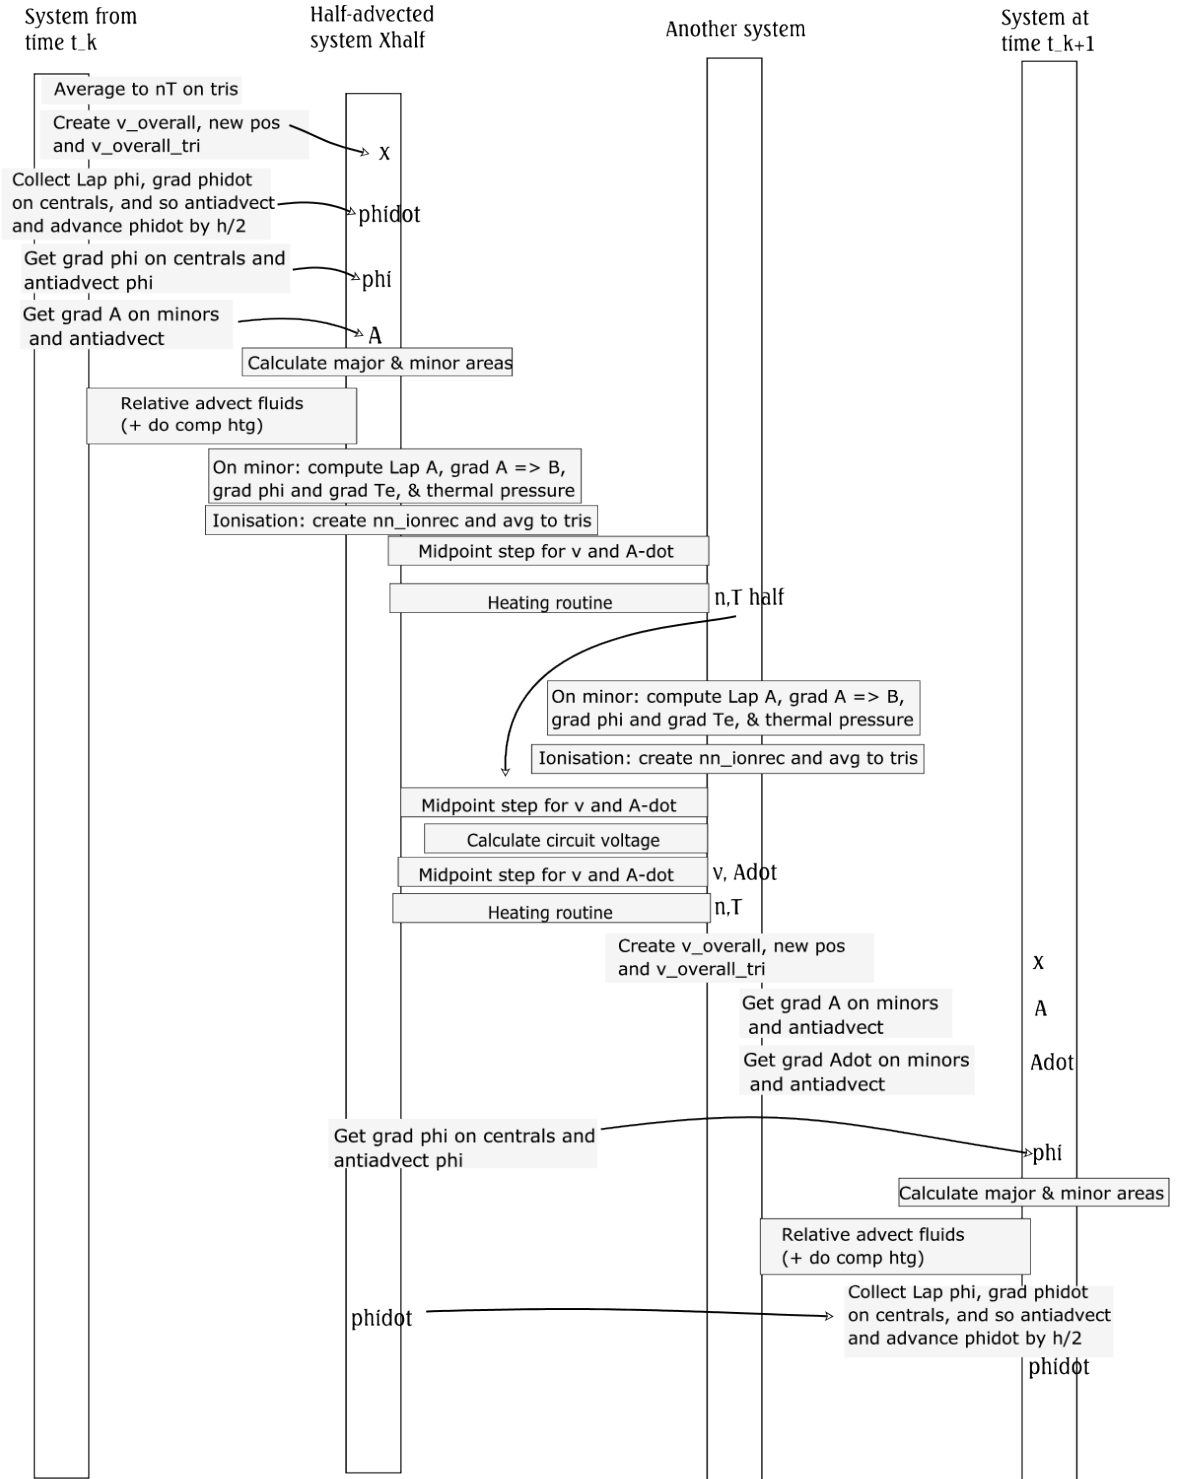 System from
time t_k
Half-advected
system Xhalf
Another system
System at
time t_k+1
Average to nT on tris
Create v_overall, new pos
and v_overall_tri
x
Collect Lap phi, grad phidot
on centrals, and so antiadvect
and advance phidot by h/2
phidot
Get grad phi on centrals and
antiadvect phi
phi
Get grad A on minors
and antiadvect
A
Calculate major & minor areas
Relative advect fluids
(+ do comp htg)
On minor: compute Lap A, grad A => B,
grad phi and grad Te, & thermal pressure
Ionisation: create nn_ionrec and avg to tris
Midpoint step for v and A-dot
Heating routine
n,T half
On minor: compute Lap A, grad A => B,
grad phi and grad Te, & thermal pressure
Ionisation: create nn_ionrec and avg to tris
Midpoint step for v and A-dot
Calculate circuit voltage
Midpoint step for v and A-dot
v, Adot
Heating routine
n,T
Create v_overall, new pos
and v_overall_tri
x
Get grad A on minors
and antiadvect
A
Get grad Adot on minors
and antiadvect
Adot
Get grad phi on centrals and
antiadvect phi
phi
Calculate major & minor areas
Relative advect fluids
(+ do comp htg)
phidot
Collect Lap phi, grad phidot
on centrals, and so antiadvect
and advance phidot by h/2
phidot